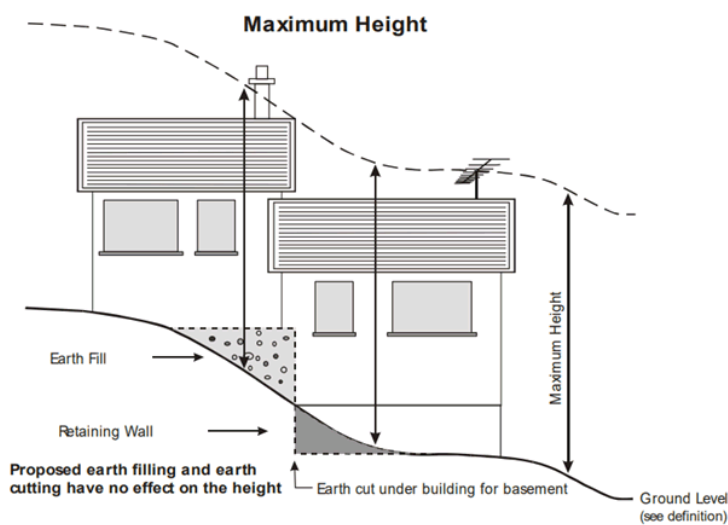 Maximum Height
Maximum Height
Earth Fill
Retaining Wall
Proposed earth filling and earth
cutting have no effect on the height
Earth cut under building for basement
Ground Level
(see definition)